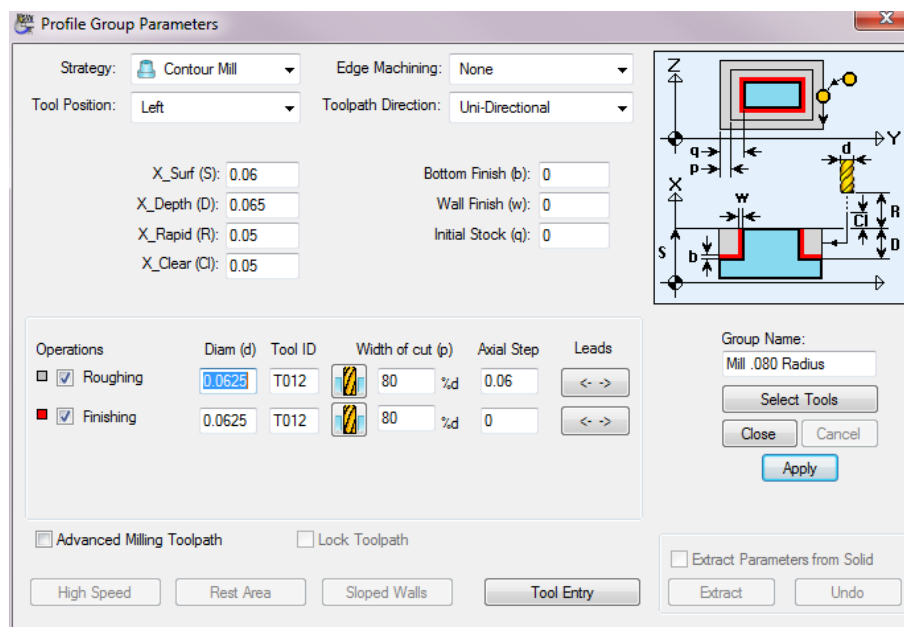 Profile Group Parameters
X
Strategy: Contour Mill Edge Machining: None
Tool Position: Left Toolpath Direction: Uni-Directional
X_Surf (S): 0.06 Bottom Finish (b): 0
X_Depth (D): 0.065 Wall Finish (w): 0
X_Rapid (R): 0.05 Initial Stock (q): 0
X_Clear (Cl): 0.05
Z
Y
d
q
p
X
w
R
Cl
S
b
D
Operations Diam (d) Tool ID Width of cut (p) Axial Step Leads
Roughing 0.0625 T012 80 %d 0.06 <- ->
Finishing 0.0625 T012 80 %d 0 <- ->
Group Name:
Mill .080 Radius
Select Tools
Close Cancel
Apply
Advanced Milling Toolpath Lock Toolpath
Extract Parameters from Solid
High Speed Rest Area Sloped Walls Tool Entry Extract Undo